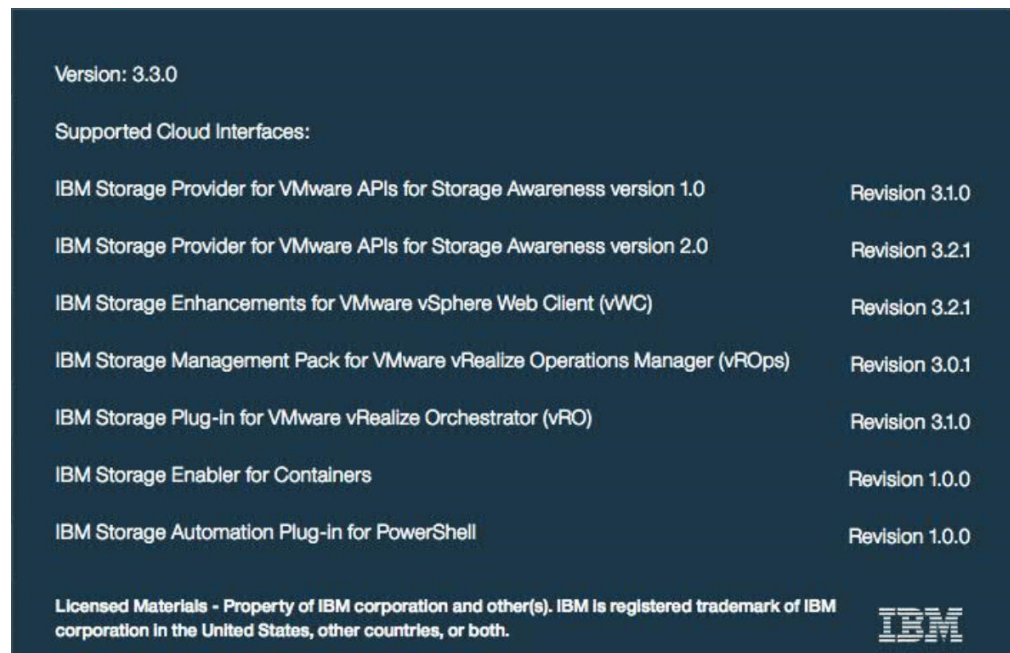 Version: 3.3.0
Supported Cloud Interfaces:
IBM Storage Provider for VMware APIs for Storage Awareness version 1.0 Revision 3.1.0
IBM Storage Provider for VMware APIs for Storage Awareness version 2.0 Revision 3.2.1
IBM Storage Enhancements for VMware vSphere Web Client (vWC) Revision 3.2.1
IBM Storage Management Pack for VMware vRealize Operations Manager (vROps) Revision 3.0.1
IBM Storage Plug-in for VMware vRealize Orchestrator (vRO) Revision 3.1.0
IBM Storage Enabler for Containers Revision 1.0.0
IBM Storage Automation Plug-in for PowerShell Revision 1.0.0
Licensed Materials - Property of IBM corporation and other(s). IBM is registered trademark of IBM
corporation in the United States, other countries, or both.
IBM